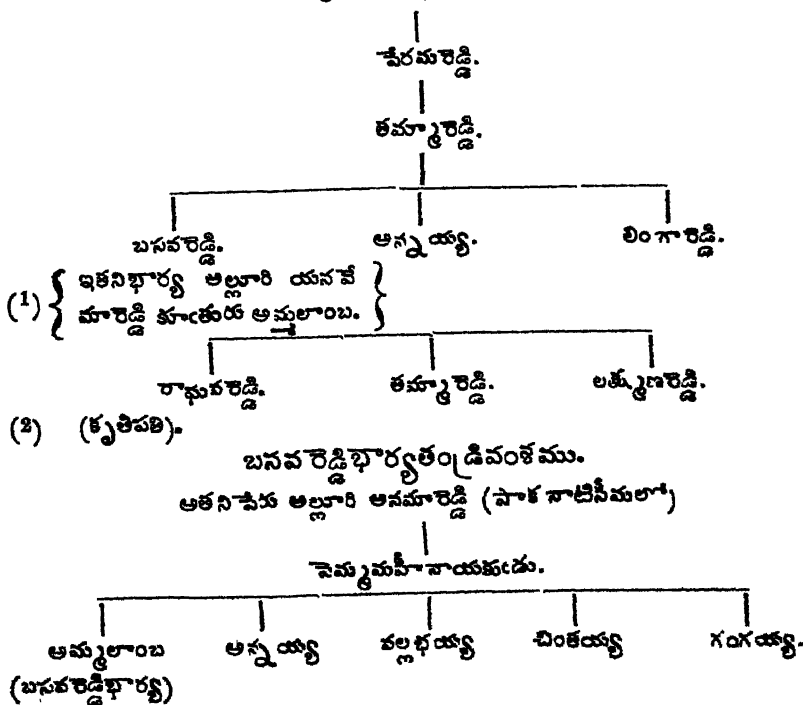 పేరమరెడ్డి.
తమ్మారెడ్డి.
బసవరెడ్డి. అన్నయ్య. లింగారెడ్డి.
(1) { ఇతనిభార్య అల్లూరి యనవే
మారెడ్డి కూఁతురు అమ్మలాంబ. }
రాఘవరెడ్డి. తమ్మారెడ్డి. లక్ష్మణరెడ్డి.
(2) (కృతిపతి).
బసవరెడ్డిభార్యతండ్రివంశము.
ఆతనిపేరు అల్లూరి అనమారెడ్డి (పాకనాటిసీమలో)
పెమ్మమహీనాయకుఁడు.
అమ్మలాంబ అన్నయ్య వల్లభయ్య చింతయ్య గంగయ్య.
(బసవరెడ్డిభార్య)